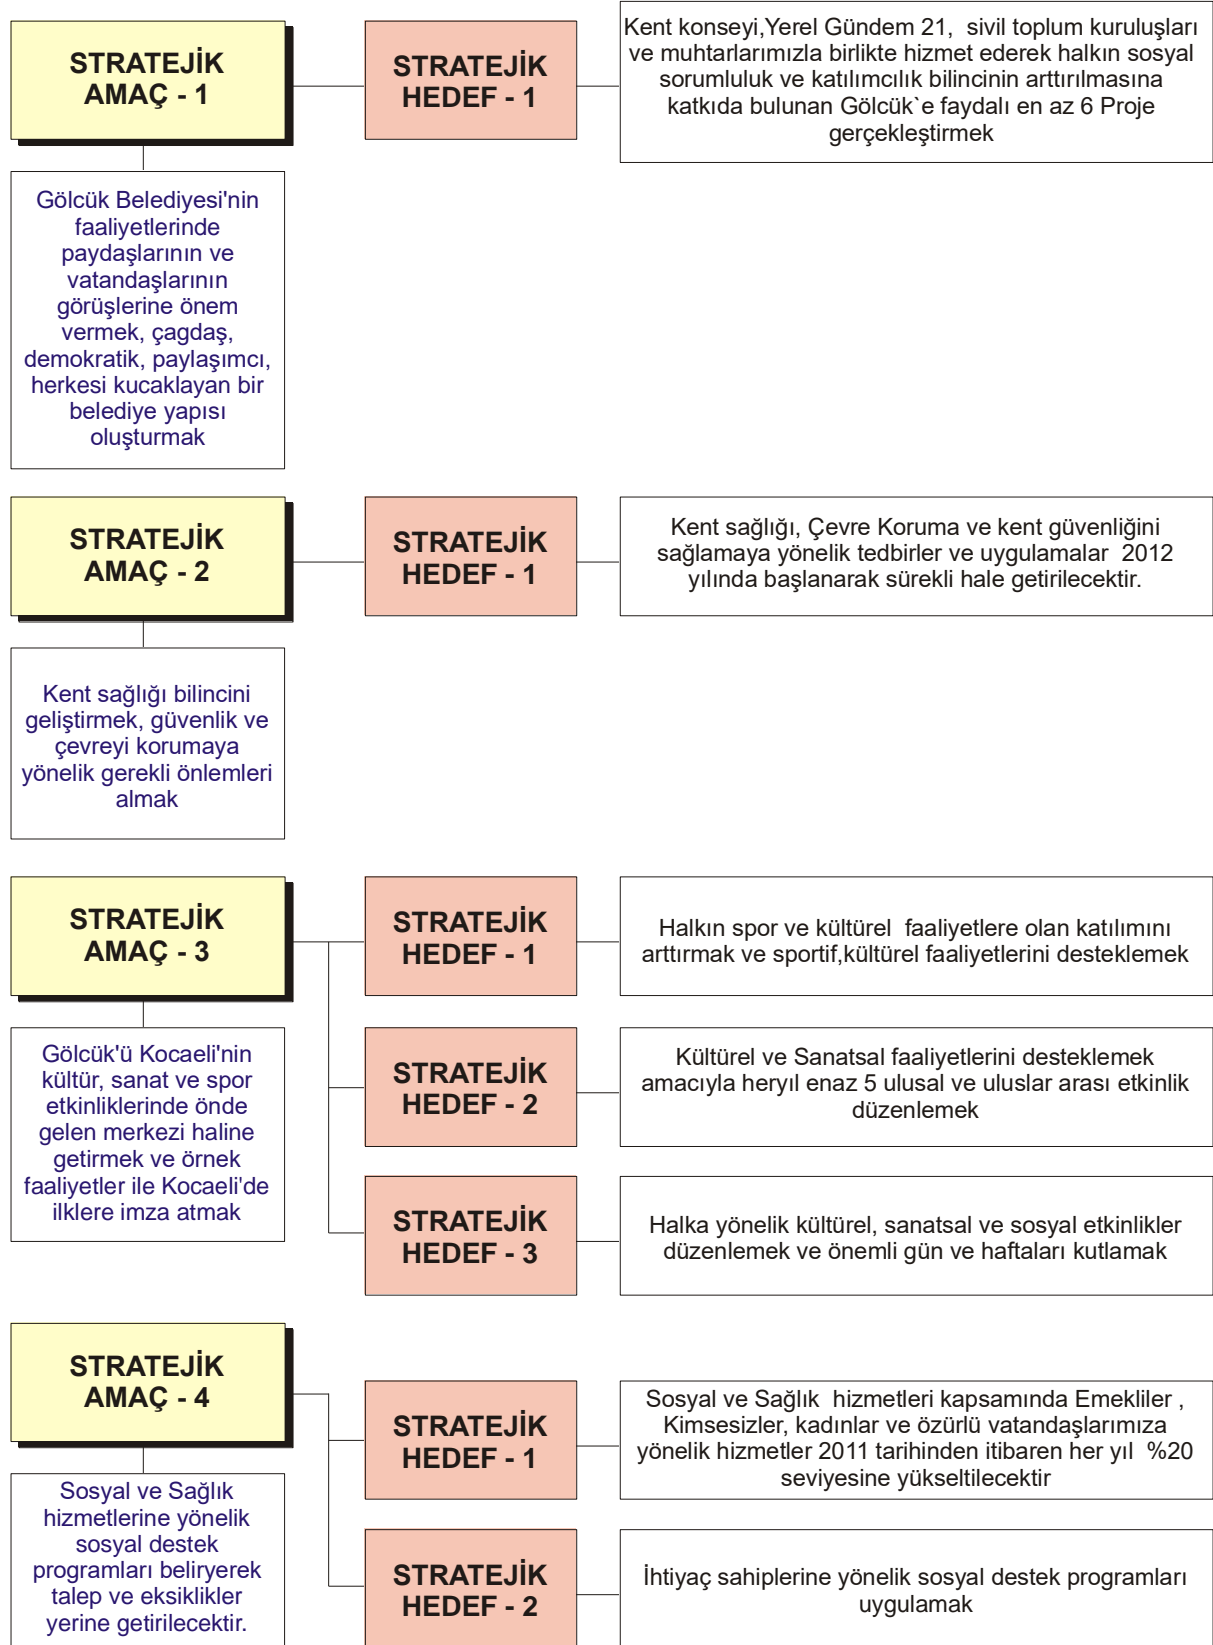 STRATEJİK
AMAÇ - 1
STRATEJİK
HEDEF - 1
Kent konseyi,Yerel Gündem 21, sivil toplum kuruluşları
ve muhtarlarımızla birlikte hizmet ederek halkın sosyal
sorumluluk ve katılımcılık bilincinin arttırılmasına
katkıda bulunan Gölcük`e faydalı en az 6 Proje
gerçekleştirmek
Gölcük Belediyesi'nin
faaliyetlerinde
paydaşlarının ve
vatandaşlarının
görüşlerine önem
vermek, çagdaş,
demokratik, paylaşımcı,
herkesi kucaklayan bir
belediye yapısı
oluşturmak
STRATEJİK
AMAÇ - 2
STRATEJİK
HEDEF - 1
Kent sağlığı, Çevre Koruma ve kent güvenliğini
sağlamaya yönelik tedbirler ve uygulamalar 2012
yılında başlanarak sürekli hale getirilecektir.
Kent sağlığı bilincini
geliştirmek, güvenlik ve
çevreyi korumaya
yönelik gerekli önlemleri
almak
STRATEJİK
AMAÇ - 3
STRATEJİK
HEDEF - 1
Halkın spor ve kültürel faaliyetlere olan katılımını
arttırmak ve sportif,kültürel faaliyetlerini desteklemek
Gölcük'ü Kocaeli'nin
kültür, sanat ve spor
etkinliklerinde önde
gelen merkezi haline
getirmek ve örnek
faaliyetler ile Kocaeli'de
ilklere imza atmak
STRATEJİK
HEDEF - 2
Kültürel ve Sanatsal faaliyetlerini desteklemek
amacıyla heryıl enaz 5 ulusal ve uluslar arası etkinlik
düzenlemek
STRATEJİK
HEDEF - 3
Halka yönelik kültürel, sanatsal ve sosyal etkinlikler
düzenlemek ve önemli gün ve haftaları kutlamak
STRATEJİK
AMAÇ - 4
STRATEJİK
HEDEF - 1
Sosyal ve Sağlık hizmetleri kapsamında Emekliler ,
Kimsesizler, kadınlar ve özürlü vatandaşlarımıza
yönelik hizmetler 2011 tarihinden itibaren her yıl %20
seviyesine yükseltilecektir
Sosyal ve Sağlık
hizmetlerine yönelik
sosyal destek
programları beliryerek
talep ve eksiklikler
yerine getirilecektir.
STRATEJİK
HEDEF - 2
İhtiyaç sahiplerine yönelik sosyal destek programları
uygulamak